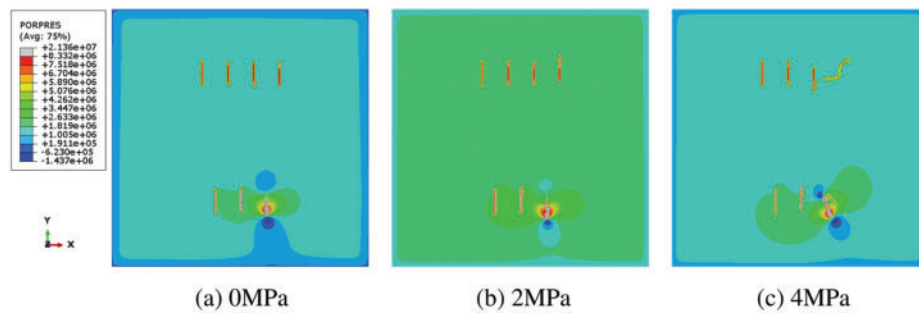 PORPRES
(Avg: 75%)
+2.136e+07
+8.332e+06
+7.518e+06
+6.704e+06
+5.890e+06
+5.076e+06
+4.262e+06
+3.447e+06
+2.633e+06
+1.819e+06
+1.005e+06
+1.911e+05
-6.230e+05
-1.437e+06
Y
Z
X
(a) 0MPa
(b) 2MPa
(c) 4MPa